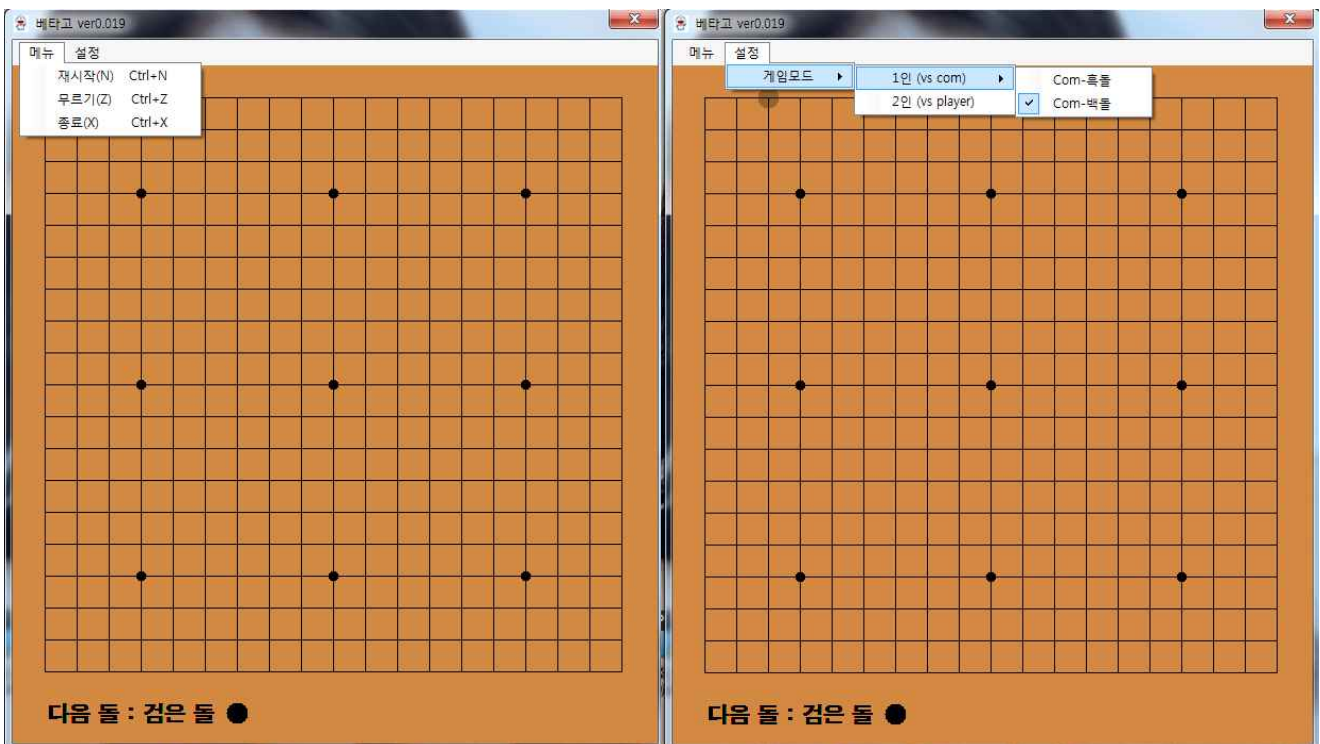 베타고 ver0.019
메뉴 설정
재시작(N) Ctrl+N
무르기(Z) Ctrl+Z
종료(X) Ctrl+X
다음 돌 : 검은 돌
베타고 ver0.019
메뉴 설정
게임모드
1인 (vs com)
2인 (vs player)
Com-흑돌
Com-백돌
다음 돌 : 검은 돌